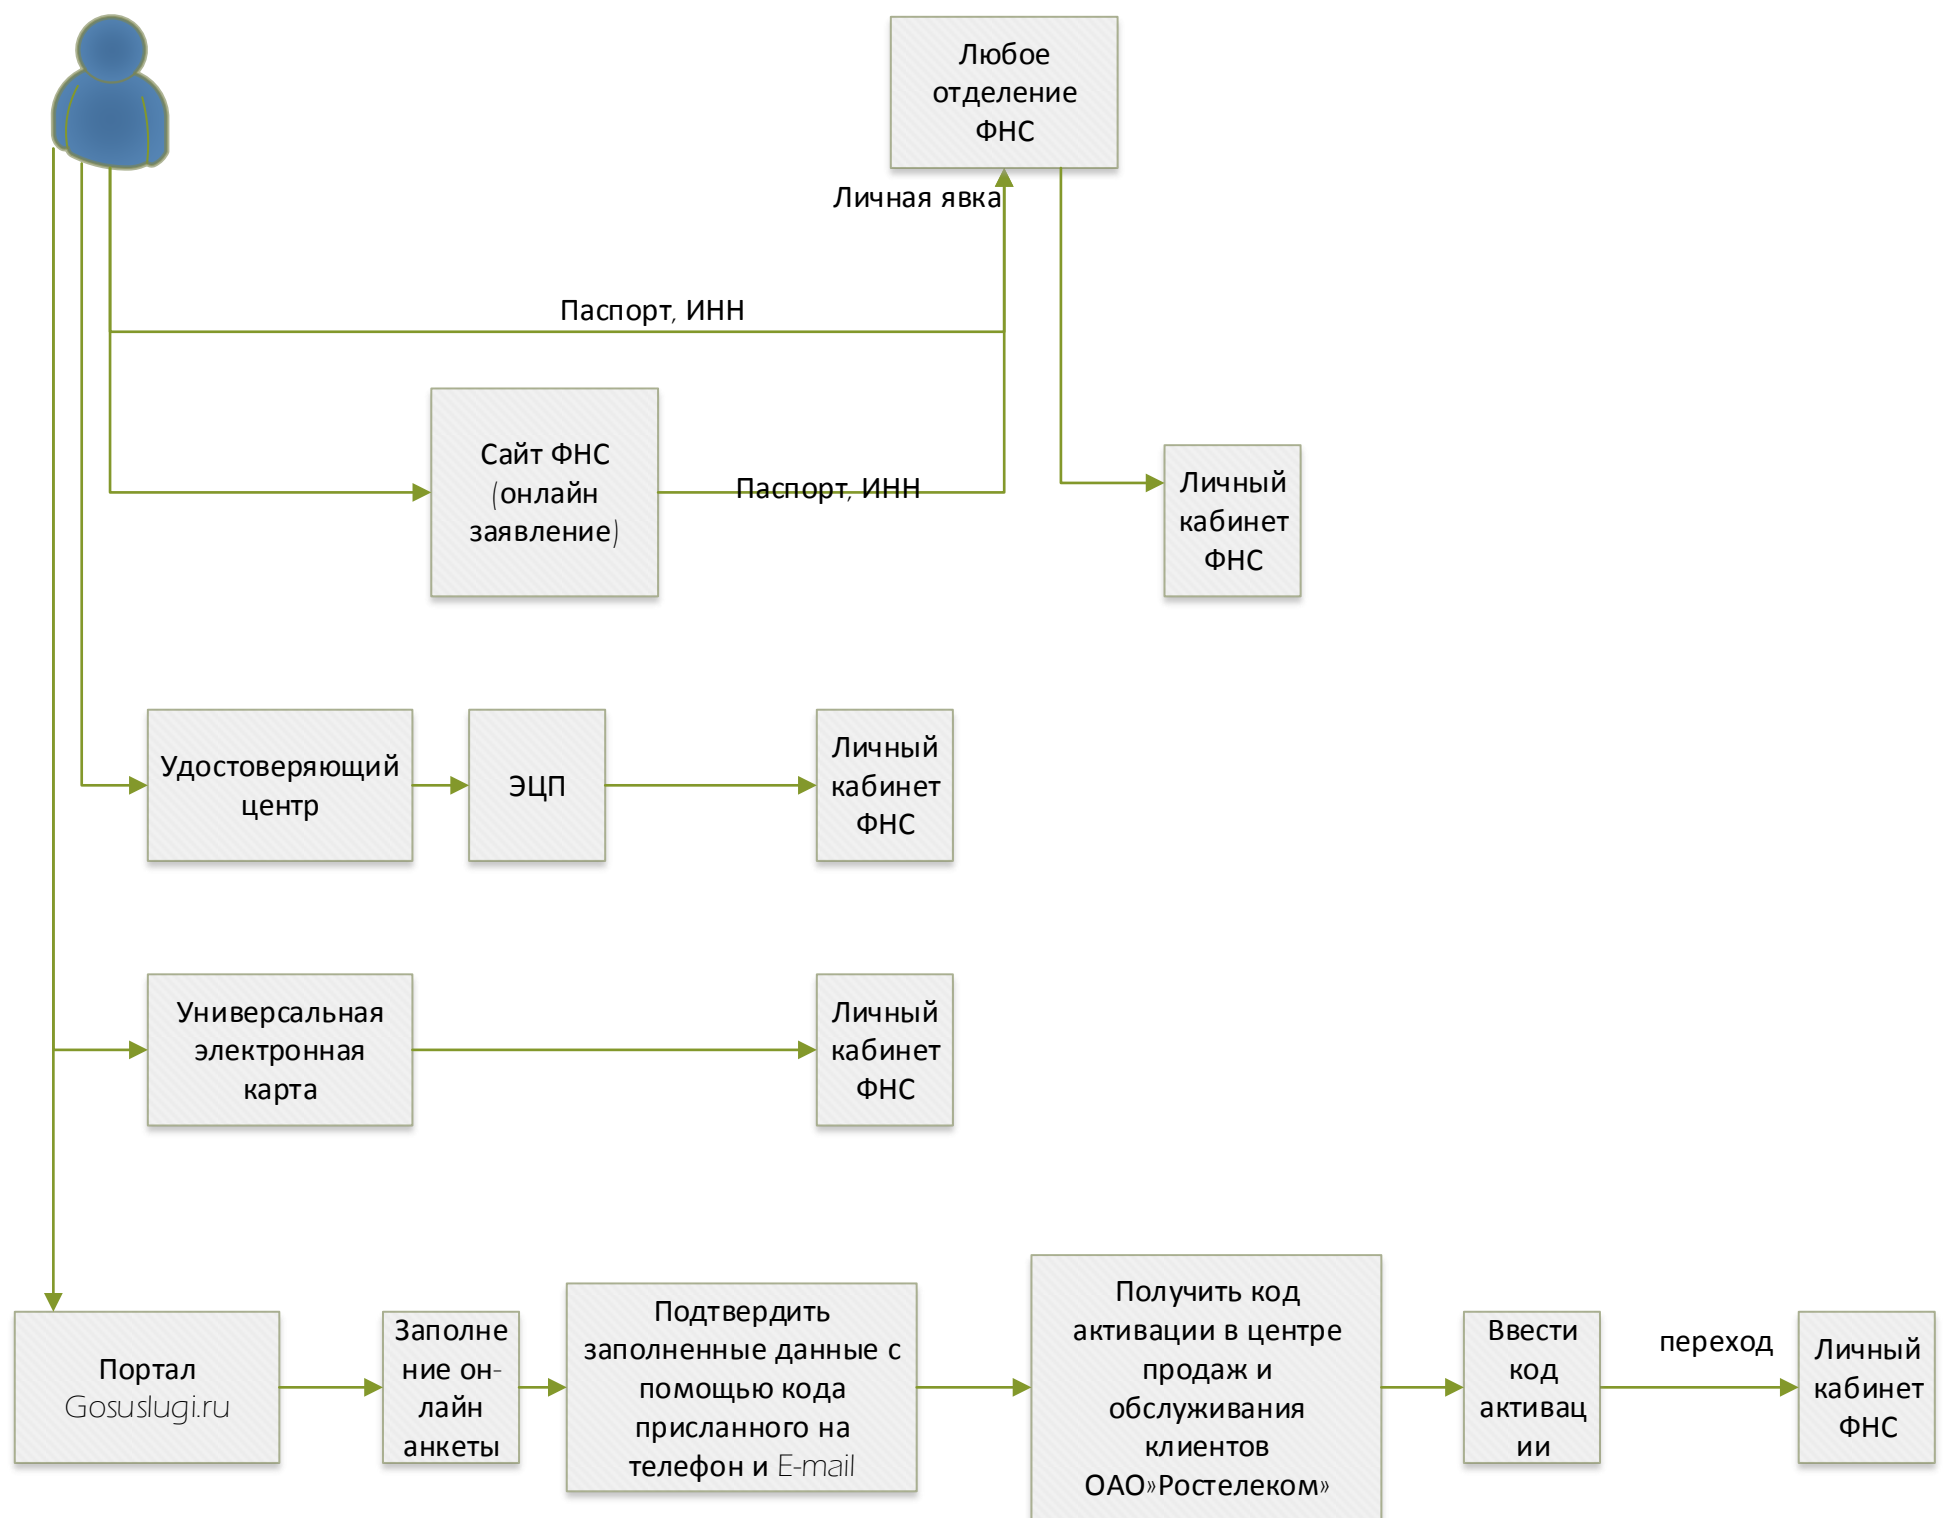 Любое
отделение
ФНС
Личная явка
Паспорт, ИНН
Сайт ФНС
(онлайн
заявление)
Паспорт, ИНН
Личный
кабинет
ФНС
Удостоверяющий
центр
ЭЦП
Личный
кабинет
ФНС
Универсальная
электронная
карта
Личный
кабинет
ФНС
Портал
Gosuslugi.ru
Заполне
ние он-
лайн
анкеты
Подтвердить
заполненные данные с
помощью кода
присланного на
телефон и E-mail
Получить код
активации в центре
продаж и
обслуживания
клиентов
ОАО»Ростелеком»
Ввести
код
активац
ии
переход
Личный
кабинет
ФНС